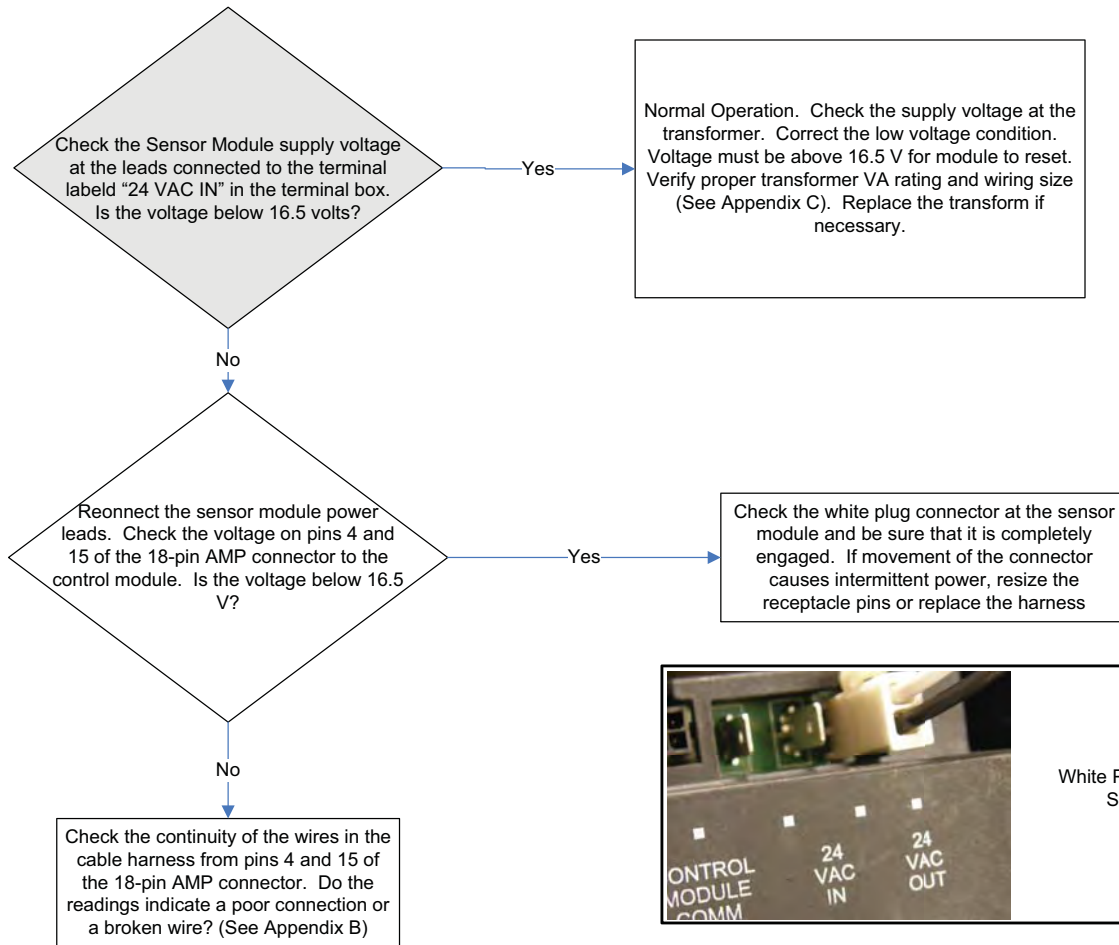 Check the Sensor Module supply voltage
at the leads connected to the terminal
labeld “24 VAC IN” in the terminal box.
Is the voltage below 16.5 volts?
Yes
Normal Operation. Check the supply voltage at the
transformer. Correct the low voltage condition.
Voltage must be above 16.5 V for module to reset.
Verify proper transformer VA rating and wiring size
(See Appendix C). Replace the transform if
necessary.
No
Reonnect the sensor module power
leads. Check the voltage on pins 4 and
15 of the 18-pin AMP connector to the
control module. Is the voltage below 16.5
V?
Yes
Check the white plug connector at the sensor
module and be sure that it is completely
engaged. If movement of the connector
causes intermittent power, resize the
receptacle pins or replace the harness
No
Check the continuity of the wires in the
cable harness from pins 4 and 15 of
the 18-pin AMP connector. Do the
readings indicate a poor connection or
a broken wire? (See Appendix B)
ONTROL
MODULE
COMM
24
VAC
IN
24
VAC
OUT
White